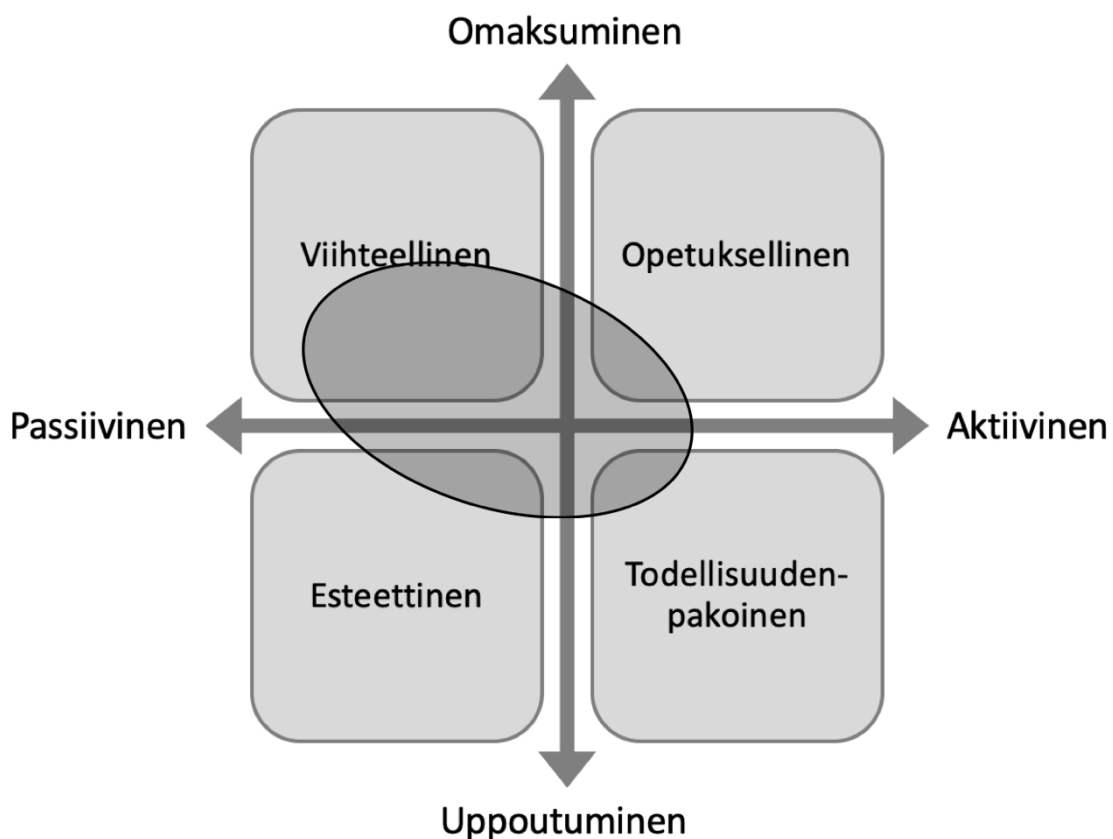 Omaksuminen
Viihteellinen
Opetuksellinen
Passiivinen
Aktiivinen
Esteettinen
Todellisuuden-
pakoinen
Uppoutuminen